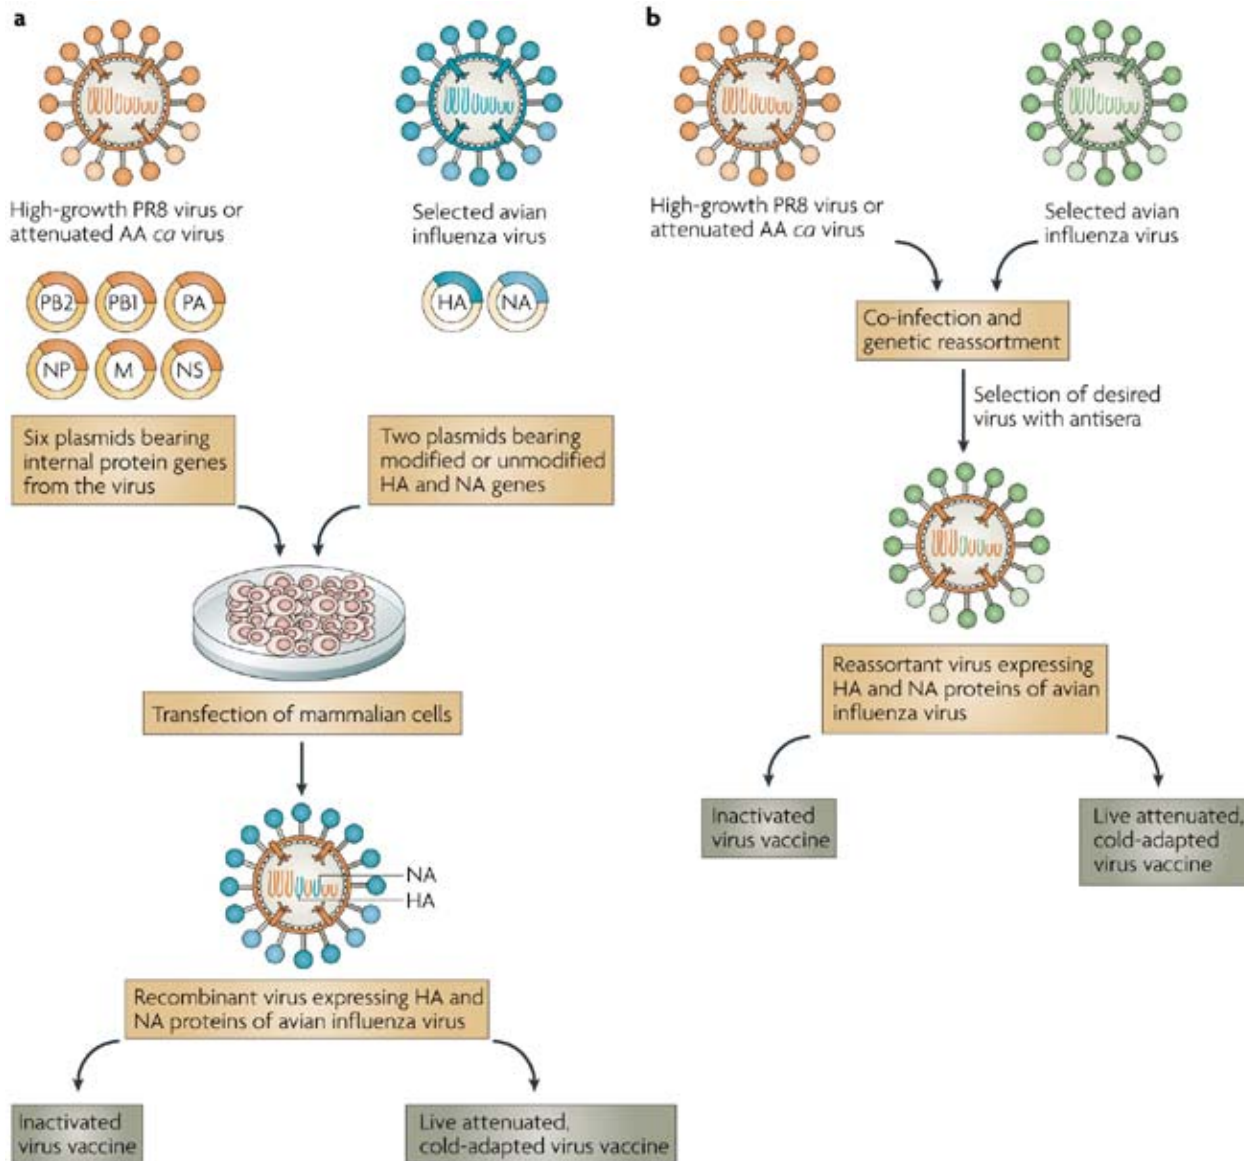 a
High-growth PR8 virus or
attenuated AA ca virus
Selected avian
influenza virus
PB2
PB1
PA
NP
M
NS
HA
NA
Six plasmids bearing
internal protein genes
from the virus
Two plasmids bearing
modified or unmodified
HA and NA genes
Transfection of mammalian cells
NA
HA
Recombinant virus expressing HA and
NA proteins of avian influenza virus
Inactivated
virus vaccine
Live attenuated,
cold-adapted virus vaccine
b
High-growth PR8 virus or
attenuated AA ca virus
Selected avian
influenza virus
Co-infection and
genetic reassortment
Selection of desired
virus with antisera
Reassortant virus expressing
HA and NA proteins of avian
influenza virus
Inactivated
virus vaccine
Live attenuated,
cold-adapted
virus vaccine